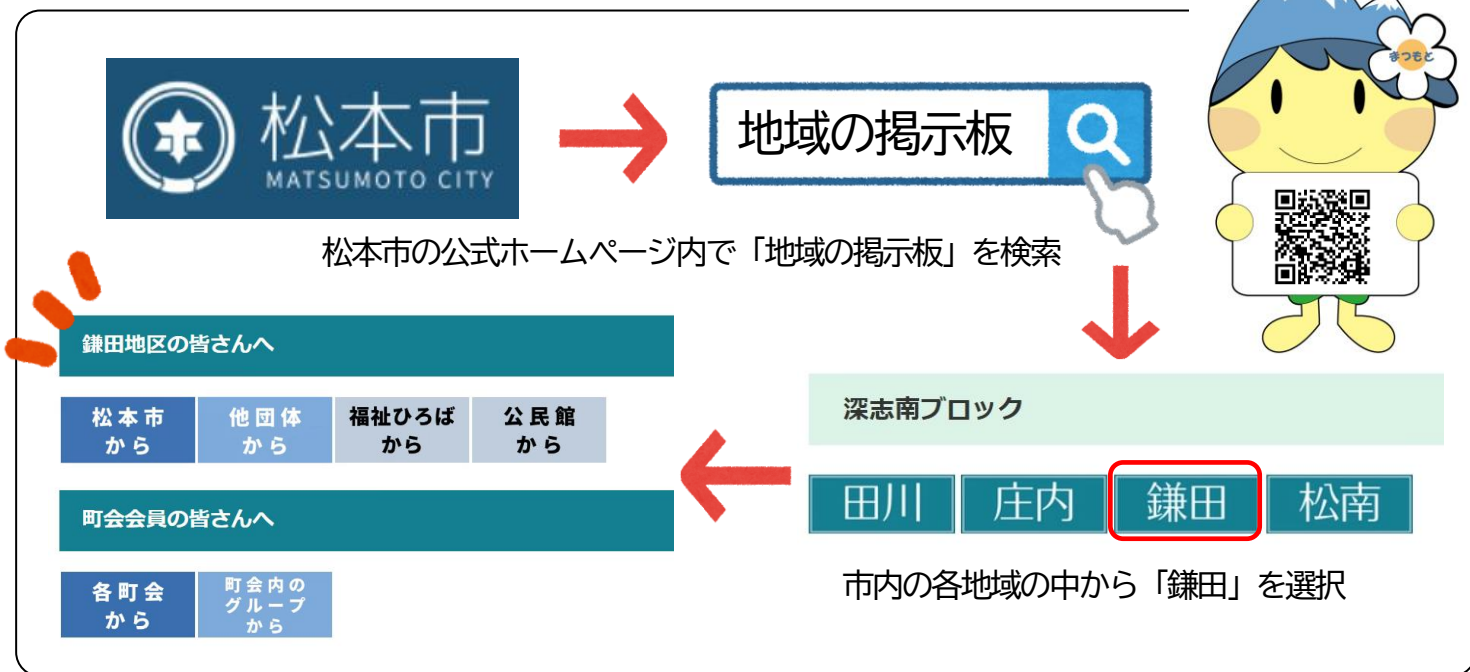 松本市
MATSUMOTO CITY
地域の掲示板
まつもと
松本市の公式ホームページ内で「地域の掲示板」を検索
深志南ブロック
田川
庄内
鎌田
松南
市内の各地域の中から「鎌田」を選択
鎌田地区の皆さんへ
松本市
から
他団体
から
福祉ひろば
から
公民館
から
町会会員の皆さんへ
各町会
から
町会内の
グループ
から